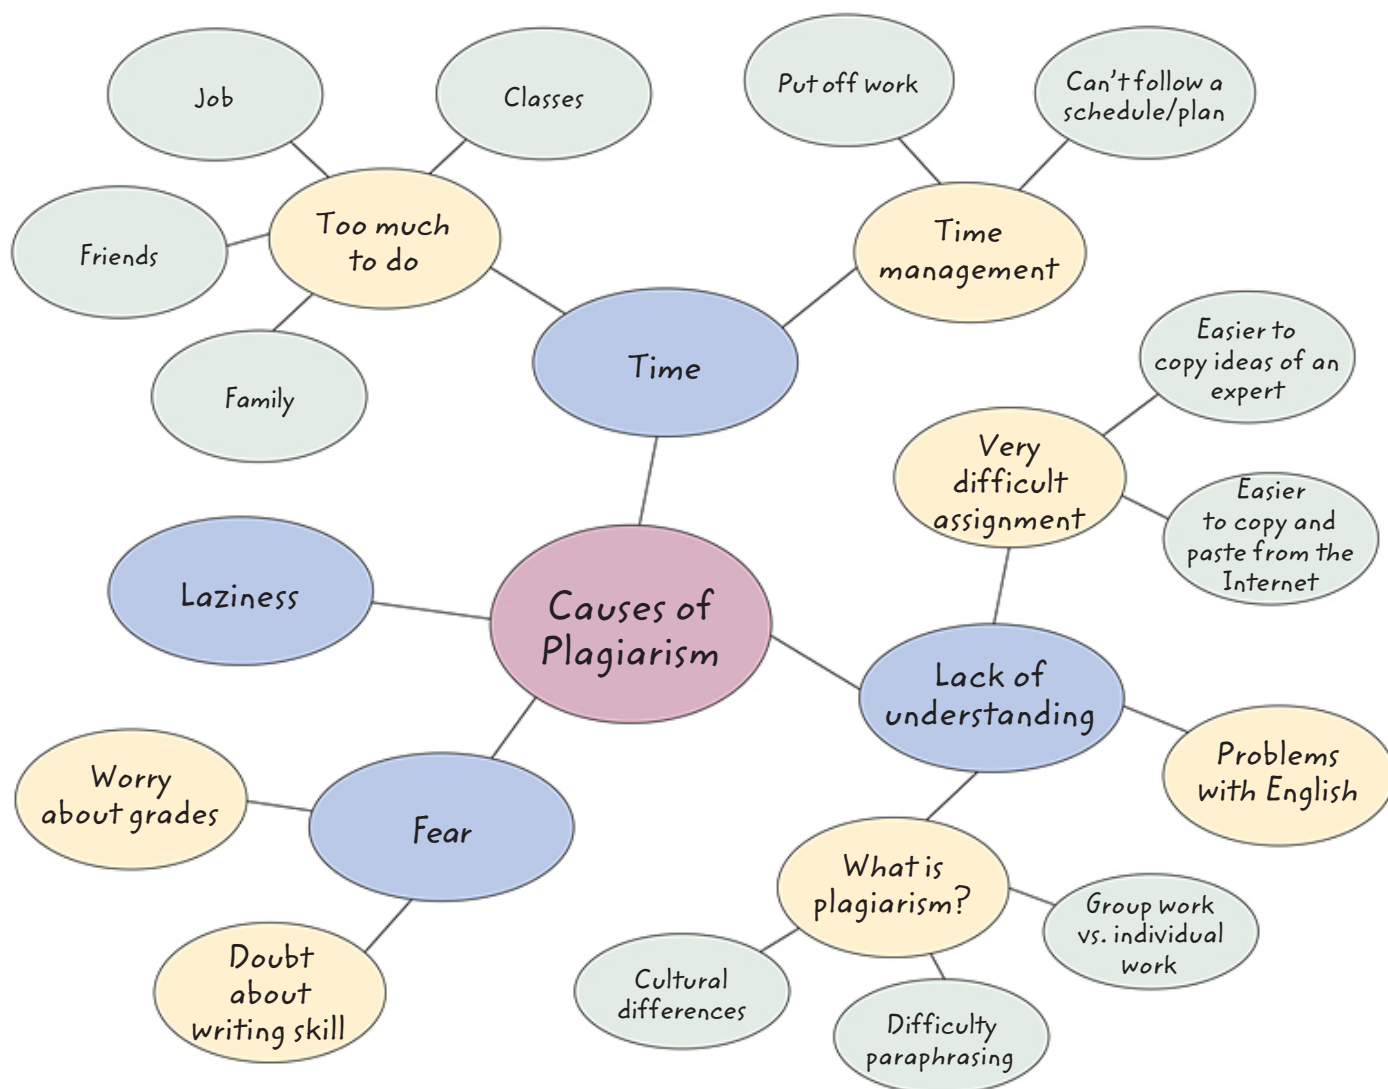 Job
Classes
Put off work
Can't follow a
schedule/plan
Too much
to do
Friends
Time
management
Family
Time
Easier to
copy ideas of an
expert
Very
difficult
assignment
Easier
to copy and
paste from the
Internet
Laziness
Causes of
Plagiarism
Lack of
understanding
Problems
with English
Worry
about grades
Fear
What is
plagiarism?
Group work
vs. individual
work
Doubt
about
writing skill
Cultural
differences
Difficulty
paraphrasing